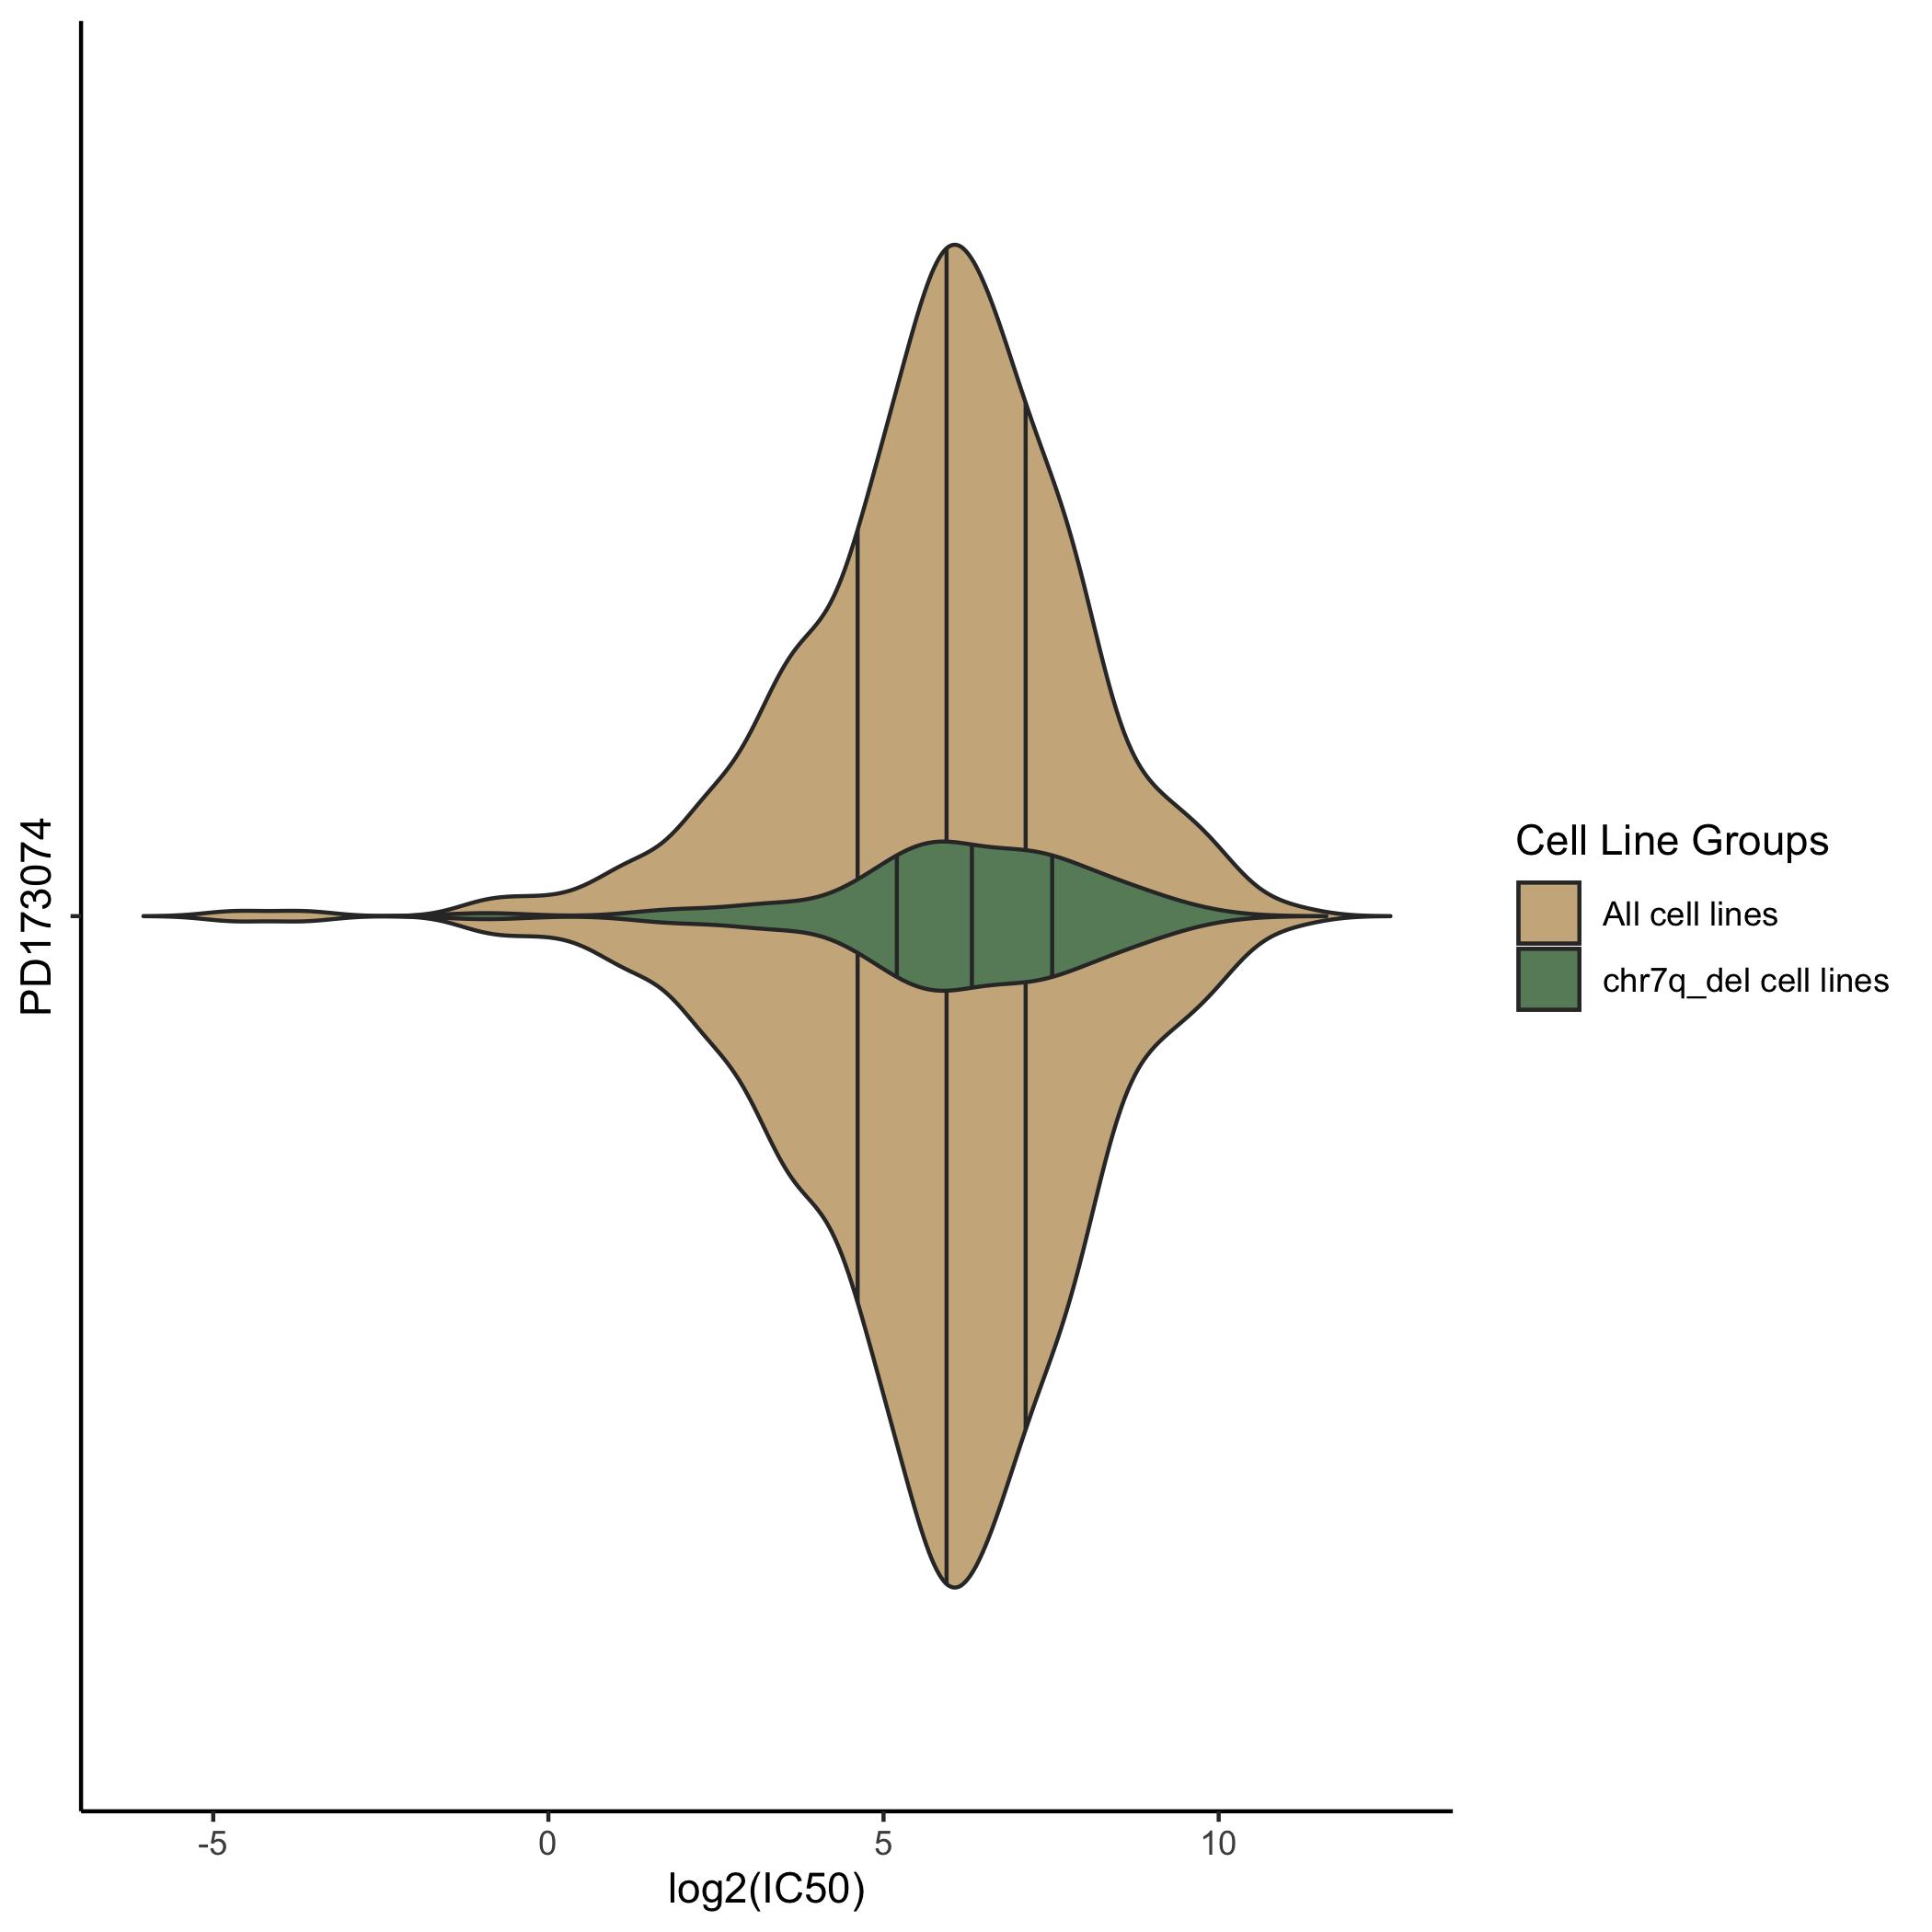 PD173074
-5
0
5
10
log2(IC50)
Cell Line Groups
All cell lines
chr7q_del cell lines